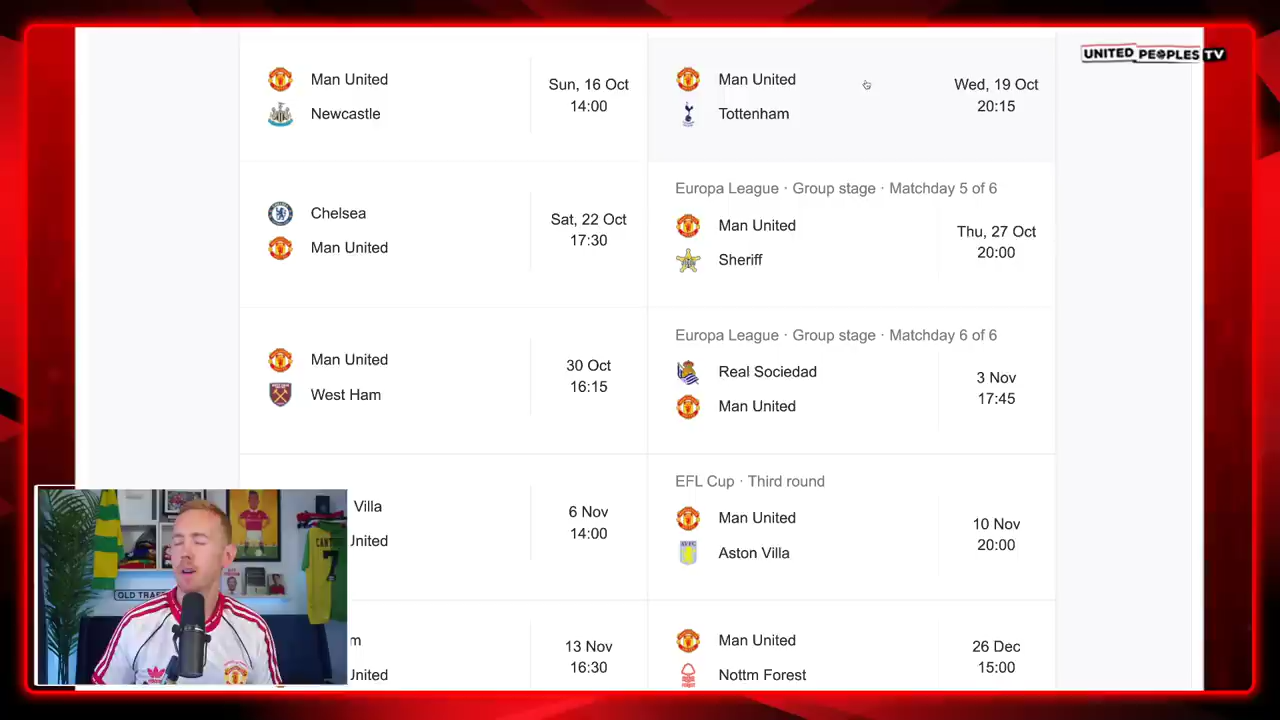 UNITED PEOPLES TV
Man United
Newcastle
Sun, 16 Oct
14:00
Man United
Tottenham
Wed, 19 Oct
20:15
Chelsea
Man United
Sat, 22 Oct
17:30
Europa League · Group stage · Matchday 5 of 6
Man United
Sheriff
Thu, 27 Oct
20:00
Man United
West Ham
30 Oct
16:15
Europa League · Group stage · Matchday 6 of 6
Real Sociedad
Man United
3 Nov
17:45
Villa
United
6 Nov
14:00
EFL Cup · Third round
Man United
Aston Villa
10 Nov
20:00
m
United
13 Nov
16:30
Man United
Nottm Forest
26 Dec
15:00
OLD TRAF
CANTONA
7